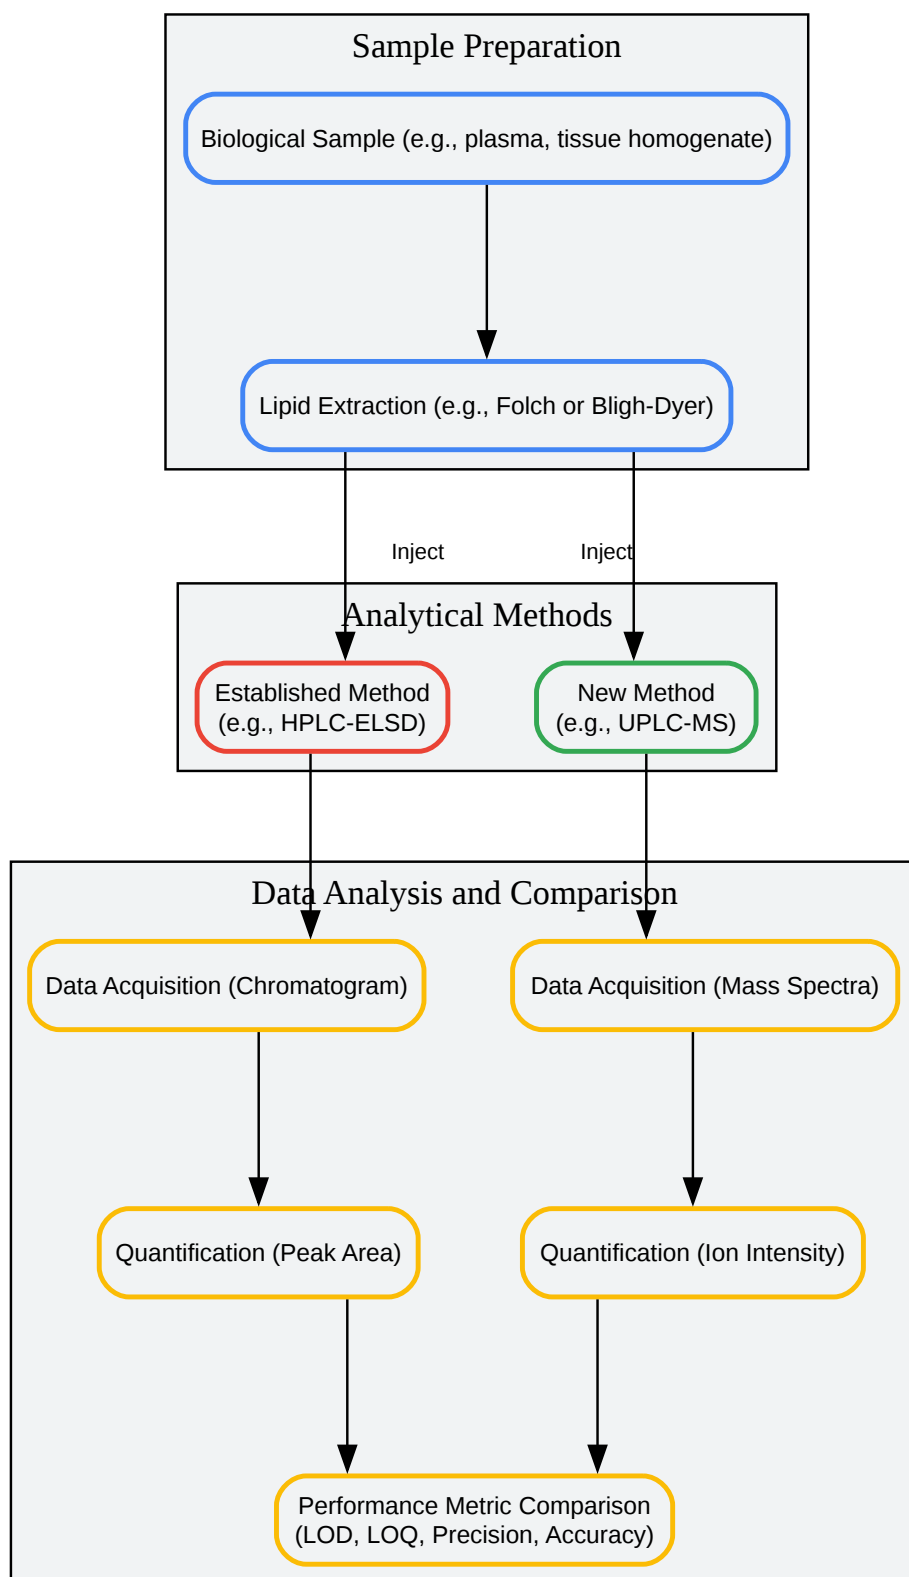 Sample Preparation
Biological Sample (e.g., plasma, tissue homogenate)
Lipid Extraction (e.g., Folch or Bligh-Dyer)
Inject
Inject
Analytical Methods
Established Method
(e.g., HPLC-ELSD)
New Method
(e.g., UPLC-MS)
Data Analysis and Comparison
Data Acquisition (Chromatogram)
Data Acquisition (Mass Spectra)
Quantification (Peak Area)
Quantification (Ion Intensity)
Performance Metric Comparison
(LOD, LOQ, Precision, Accuracy)